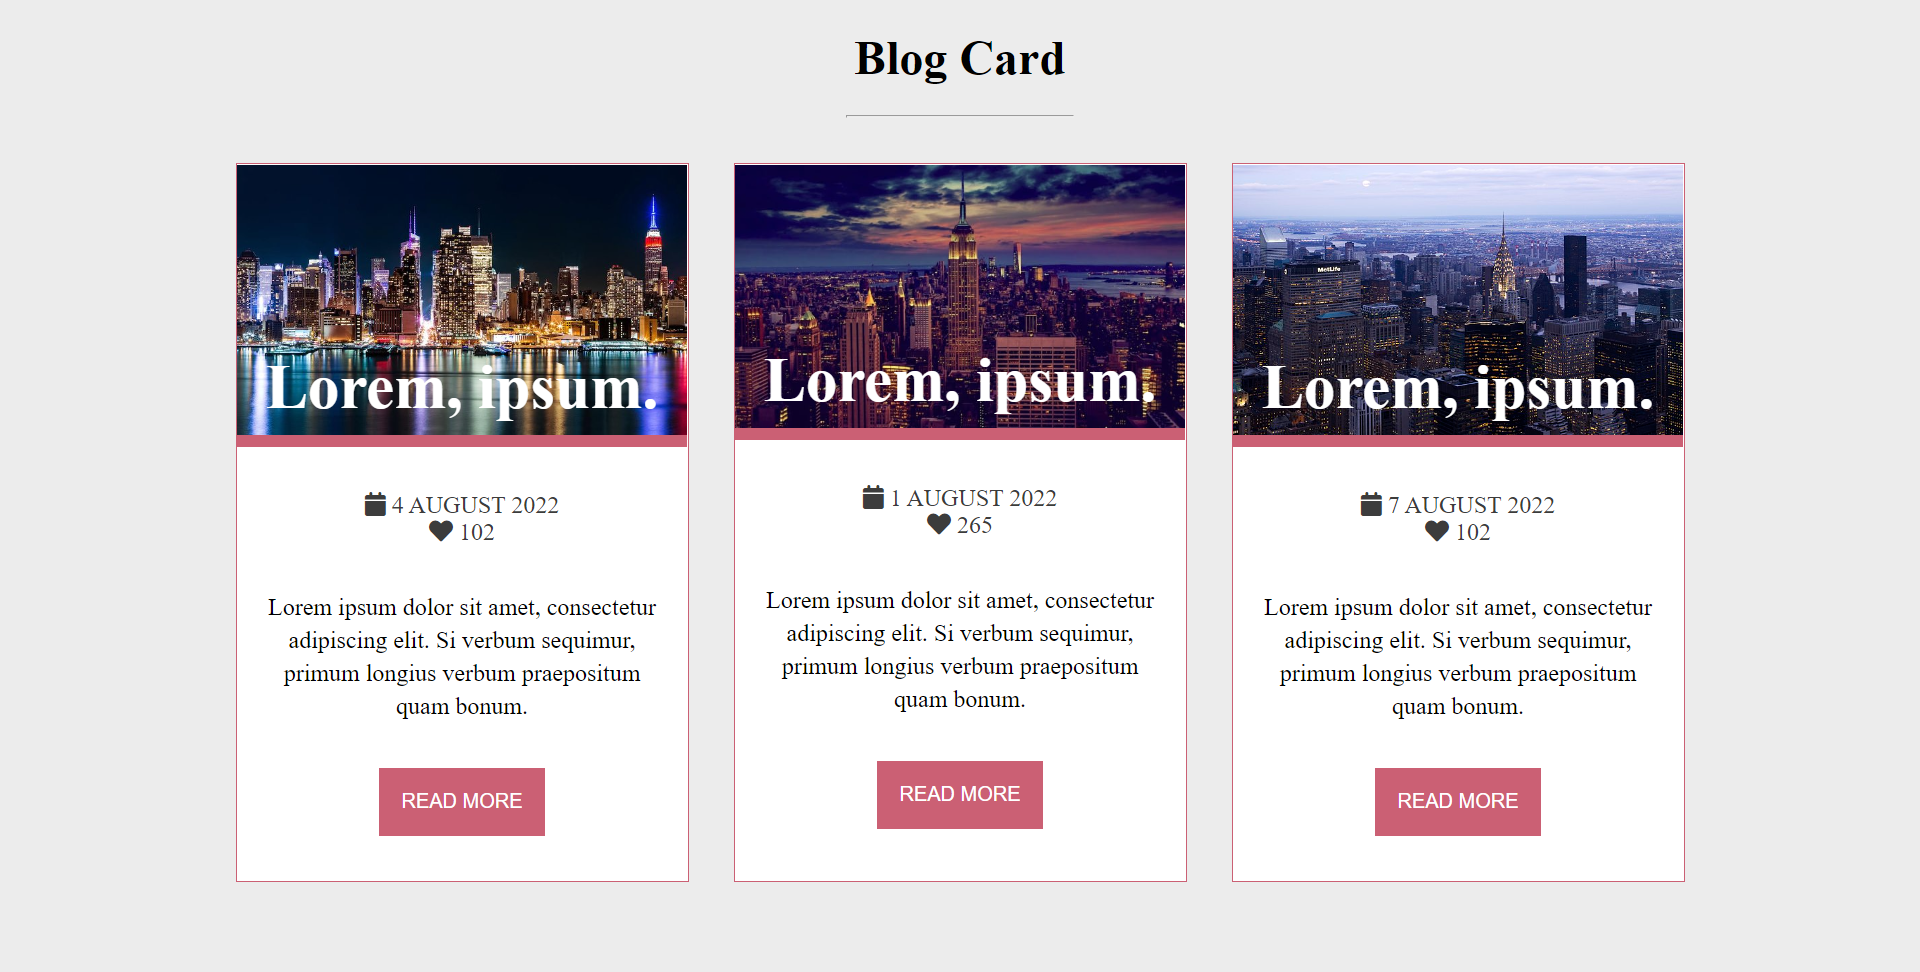 Blog Card
Lorem, ipsum.
4 AUGUST 2022
102
Lorem ipsum dolor sit amet, consectetur
adipiscing elit. Si verbum sequimur,
primum longius verbum praepositum
quam bonum.
READ MORE
Lorem, ipsum.
1 AUGUST 2022
265
Lorem ipsum dolor sit amet, consectetur
adipiscing elit. Si verbum sequimur,
primum longius verbum praepositum
quam bonum.
READ MORE
MetLife
Lorem, ipsum.
7 AUGUST 2022
102
Lorem ipsum dolor sit amet, consectetur
adipiscing elit. Si verbum sequimur,
primum longius verbum praepositum
quam bonum.
READ MORE